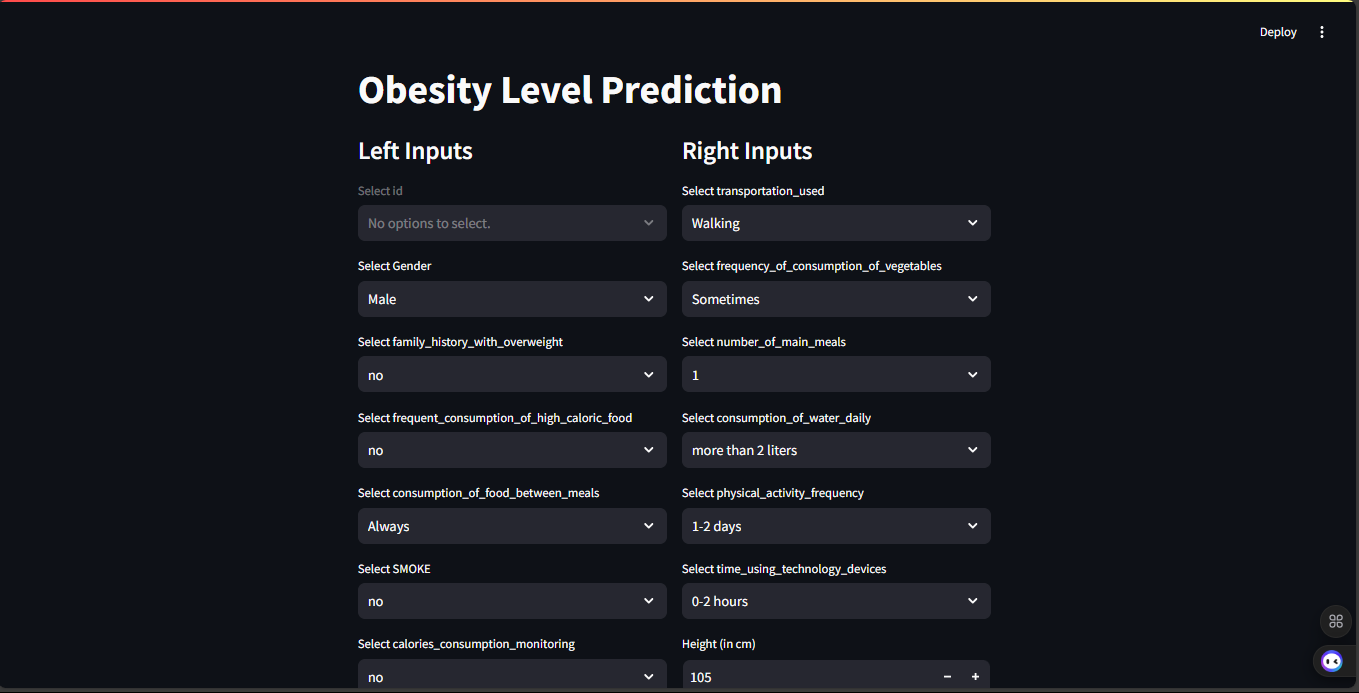 Deploy
Obesity Level Prediction
Left Inputs
Select id
No options to select.
Select Gender
Male
Select family_history_with_overweight
no
Select frequent_consumption_of_high_caloric_food
no
Select consumption_of_food_between_meals
Always
Select SMOKE
no
Select calories_consumption_monitoring
no
Right Inputs
Select transportation_used
Walking
Select frequency_of_consumption_of_vegetables
Sometimes
Select number_of_main_meals
1
Select consumption_of_water_daily
more than 2 liters
Select physical_activity_frequency
1-2 days
Select time_using_technology_devices
0-2 hours
Height (in cm)
105